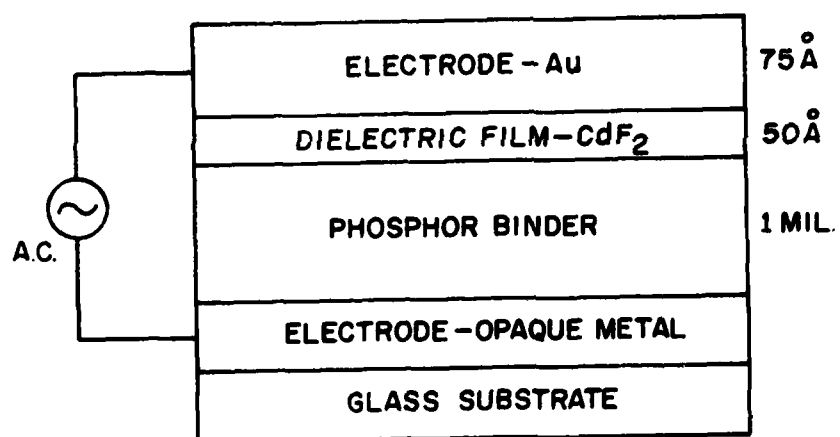 ELECTRODE-Au
75Å
DIELECTRIC FILM-CdF₂
50Å
PHOSPHOR BINDER
1 MIL.
A.C.
ELECTRODE-OPAQUE METAL
GLASS SUBSTRATE